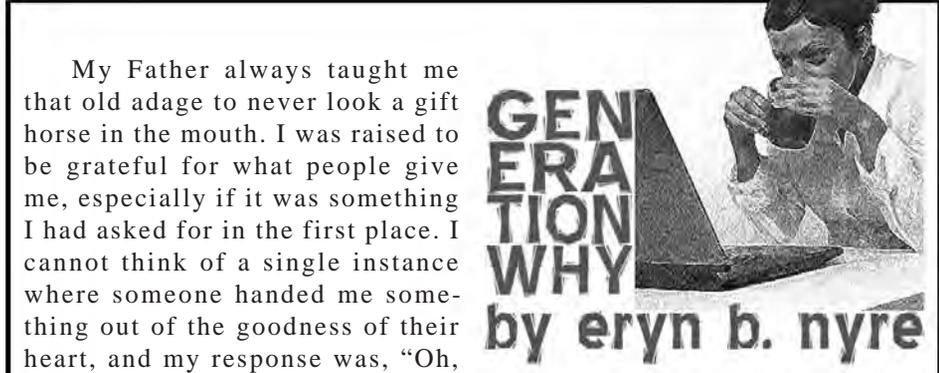 My Father always taught me
that old adage to never look a gift
horse in the mouth. I was raised to
be grateful for what people give
me, especially if it was something
I had asked for in the first place. I
cannot think of a single instance
where someone handed me some-
thing out of the goodness of their
heart, and my response was, “Oh,
GEN
ERA
TION
WHY
by eryn b. nyre